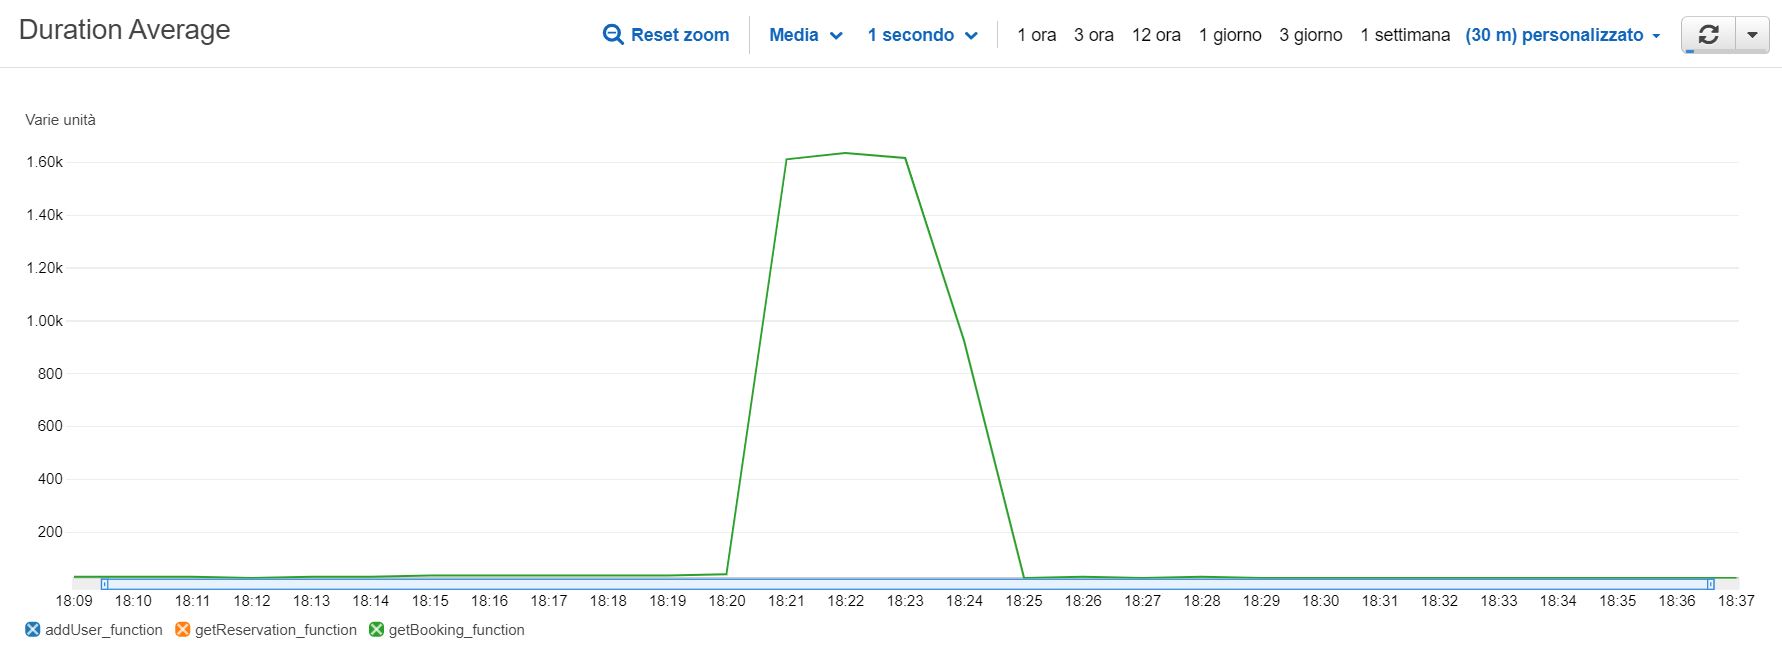 Duration Average
Reset zoom Media 1 secondo 1 ora 3 ora 12 ora 1 giorno 3 giorno 1 settimana (30 m) personalizzato
Varie unità
1.60k
1.40k
1.20k
1.00k
800
600
400
200
18:09 18:10 18:11 18:12 18:13 18:14 18:15 18:16 18:17 18:18 18:19 18:20 18:21 18:22 18:23 18:24 18:25 18:26 18:27 18:28 18:29 18:30 18:31 18:32 18:33 18:34 18:35 18:36 18:37
addUser_function getReservation_function getBooking_function